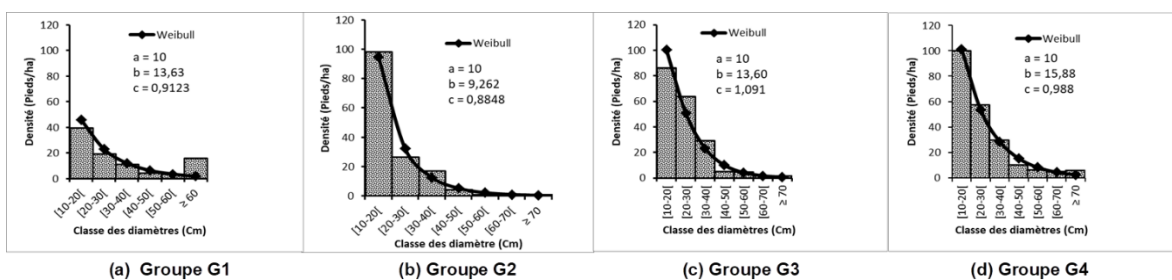 120
100
80
60
40
20
0
Densité (Pieds/ha)
Weibull
a = 10
b = 13,63
c = 0,9123
[10-20[
[20-30[
[30-40[
[40-50[
[50-60[
≥ 60
Classe des diamètres (Cm)
(a) Groupe G1
120
100
80
60
40
20
0
Densité (Pieds/ha)
Weibull
a = 10
b = 9,262
c = 0,8848
[10-20[
[20-30[
[30-40[
[40-50[
[50-60[
[60-70[
≥ 70
Classe des diamètre (Cm)
(b) Groupe G2
120
100
80
60
40
20
0
Densité (Pieds/ha)
Weibull
a = 10
b = 13,60
c = 1,091
[10-20[
[20-30[
[30-40[
[40-50[
[50-60[
[60-70[
≥ 70
Classe des diamètres (Cm)
(c) Groupe G3
120
100
80
60
40
20
0
Densité (Pieds/ha)
Weibull
a = 10
b = 15,88
c = 0,988
[10-20[
[20-30[
[30-40[
[40-50[
[50-60[
[60-70[
≥ 70
Classe des diamètres (Cm)
(d) Groupe G4